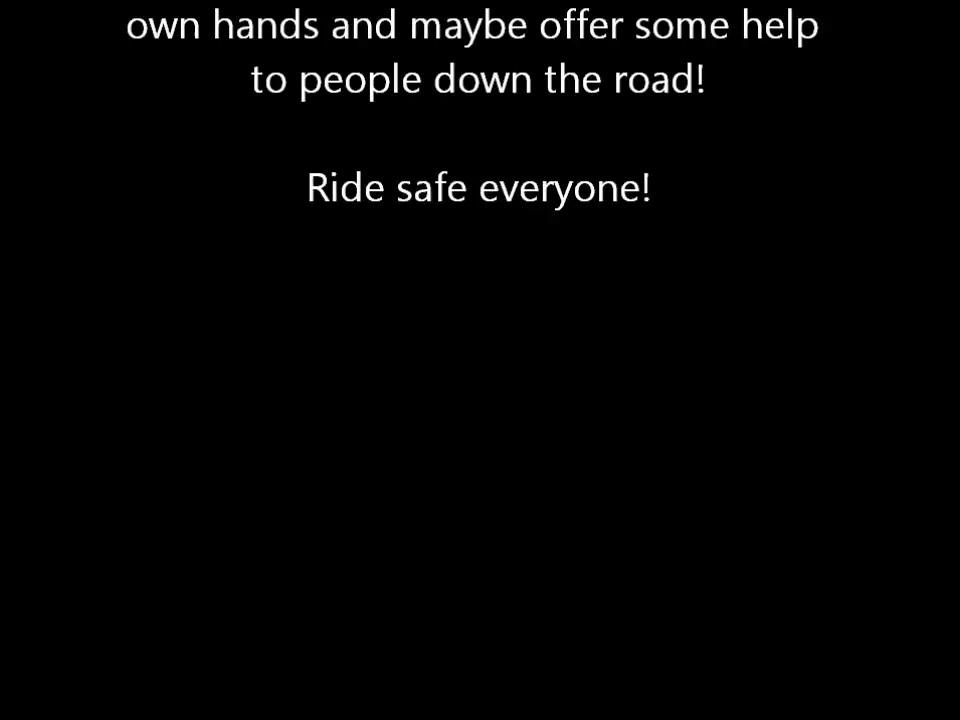 own hands and maybe offer some help
to people down the road!
Ride safe everyone!